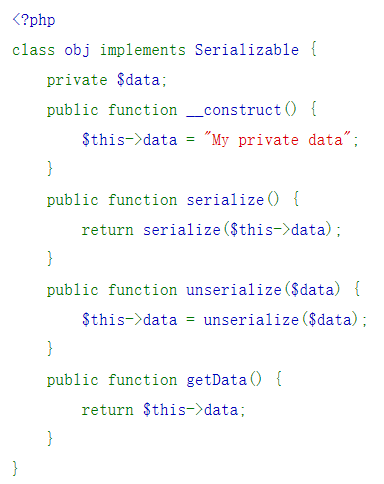 <?php
class obj implements Serializable {
    private $data;
    public function __construct() {
        $this->data = "My private data";
    }
    public function serialize() {
        return serialize($this->data);
    }
    public function unserialize($data) {
        $this->data = unserialize($data);
    }
    public function getData() {
        return $this->data;
    }
}